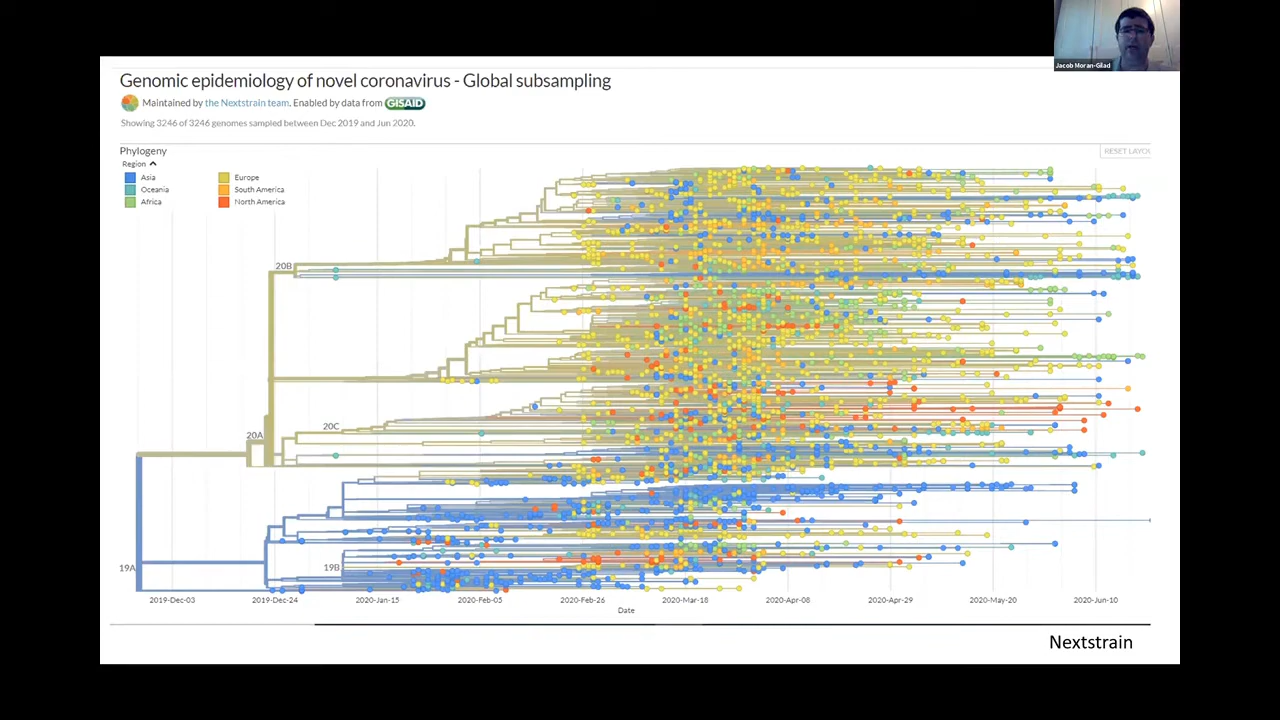 Jacob Moran-Gilad
Genomic epidemiology of novel coronavirus - Global subsampling
Maintained by the Nextstrain team. Enabled by data from GISAID
Showing 3246 of 3246 genomes sampled between Dec 2019 and Jun 2020.
Phylogeny
RESET LAYOU
Region
Asia
Europe
Oceania
South America
Africa
North America
20B
20C
20A
19A
19B
2019-Dec-03 2019-Dec-24 2020-Jan-15 2020-Feb-05 2020-Feb-26 2020-Mar-18 2020-Apr-08 2020-Apr-29 2020-May-20 2020-Jun-10
Date
Nextstrain